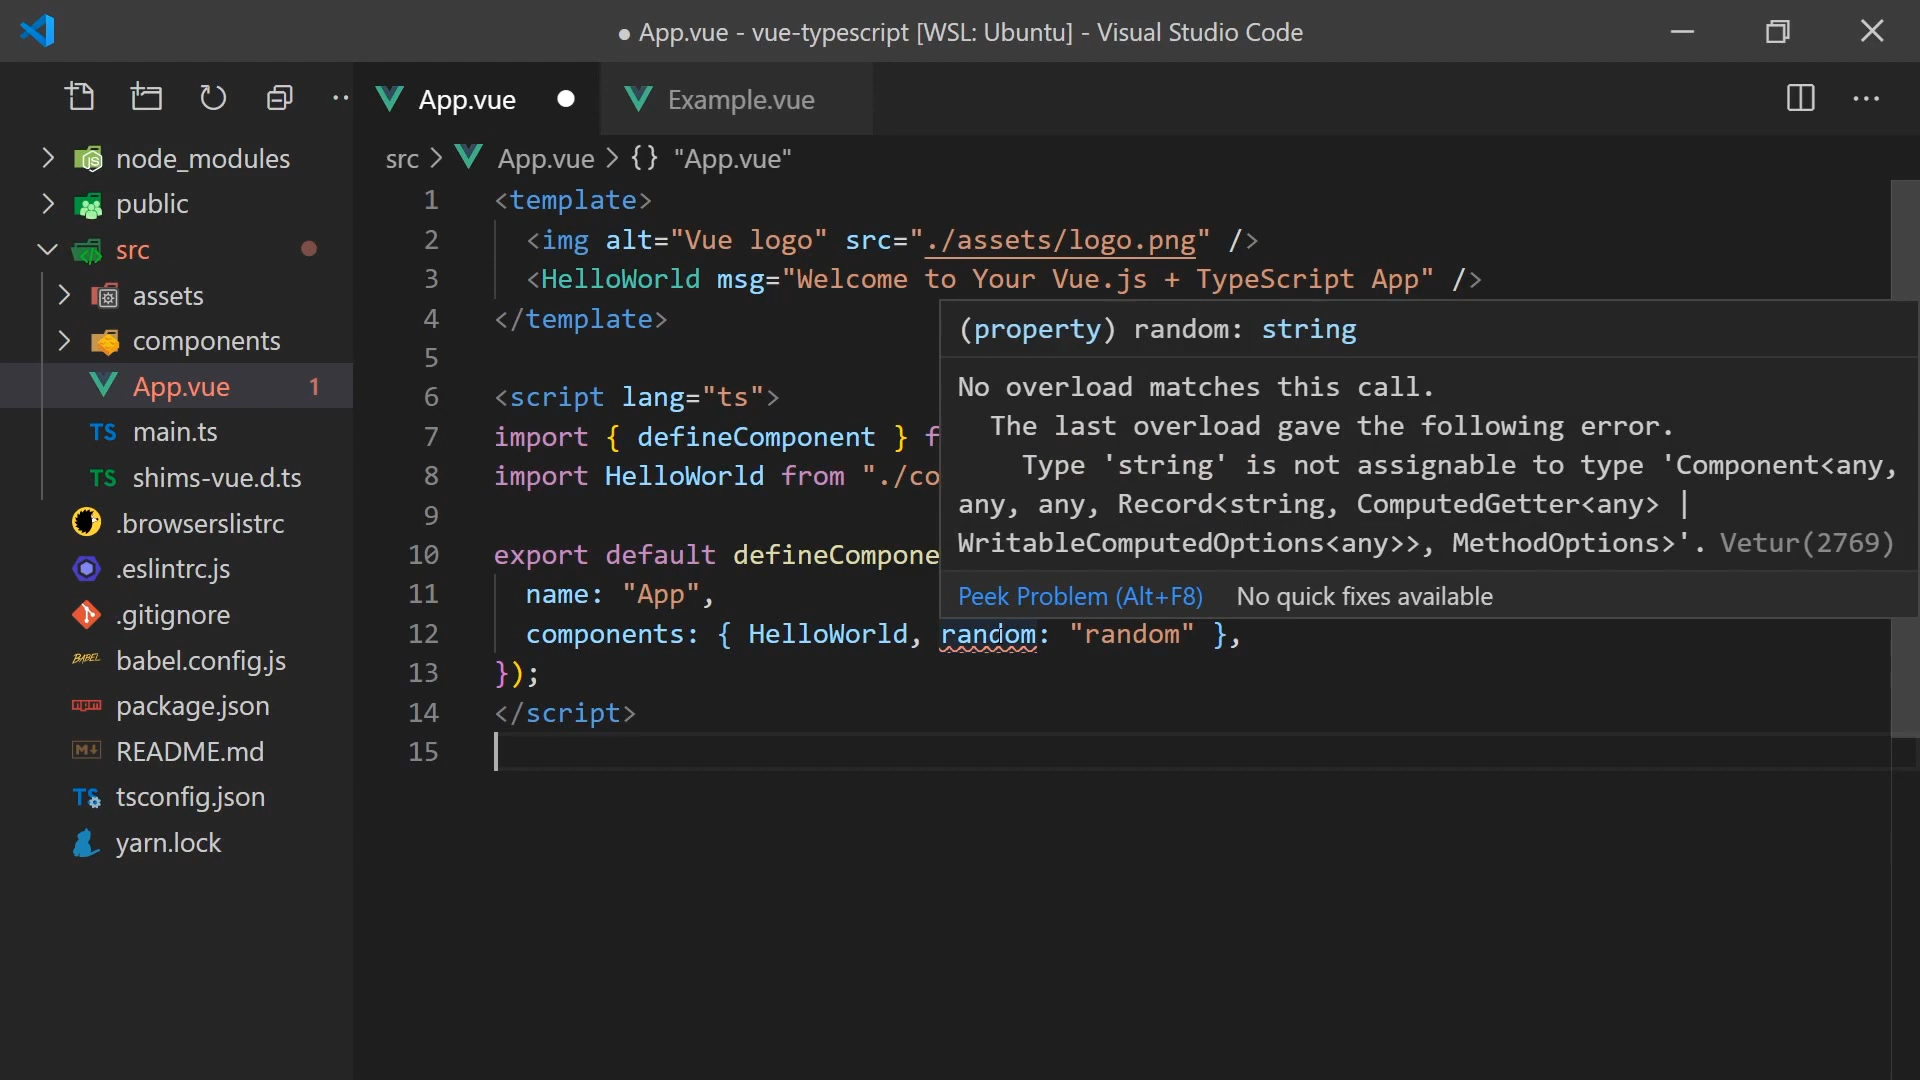 ● App.vue - vue-typescript [WSL: Ubuntu] - Visual Studio Code
App.vue
Example.vue
src > App.vue > {} "App.vue"
node_modules
public
src
assets
components
App.vue 1
TS main.ts
TS shims-vue.d.ts
.browserslistrc
.eslintrc.js
.gitignore
BABEL babel.config.js
npm package.json
M README.md
TS tsconfig.json
yarn.lock
1 <template>
2 <img alt="Vue logo" src="./assets/logo.png" />
3 <HelloWorld msg="Welcome to Your Vue.js + TypeScript App" />
4 </template>
5
6 <script lang="ts">
7 import { defineComponent } f
8 import HelloWorld from "./co
9
10 export default defineCompone
11 name: "App",
12 components: { HelloWorld, random: "random" },
13 });
14 </script>
15
(property) random: string
No overload matches this call.
The last overload gave the following error.
Type 'string' is not assignable to type 'Component<any,
any, any, Record<string, ComputedGetter<any> |
WritableComputedOptions<any>>, MethodOptions>'. Vetur(2769)
Peek Problem (Alt+F8) No quick fixes available